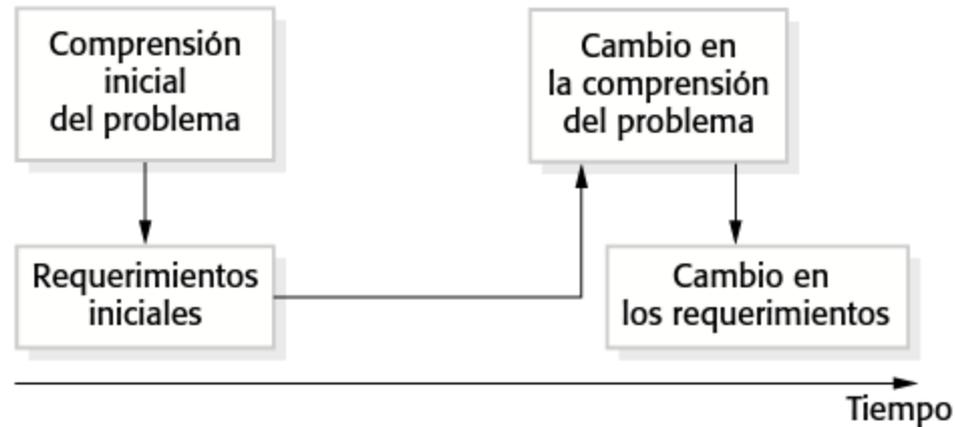 Comprensión
inicial
del problema
Cambio en
la comprensión
del problema
Requerimientos
iniciales
Cambio en
los requerimientos
Tiempo